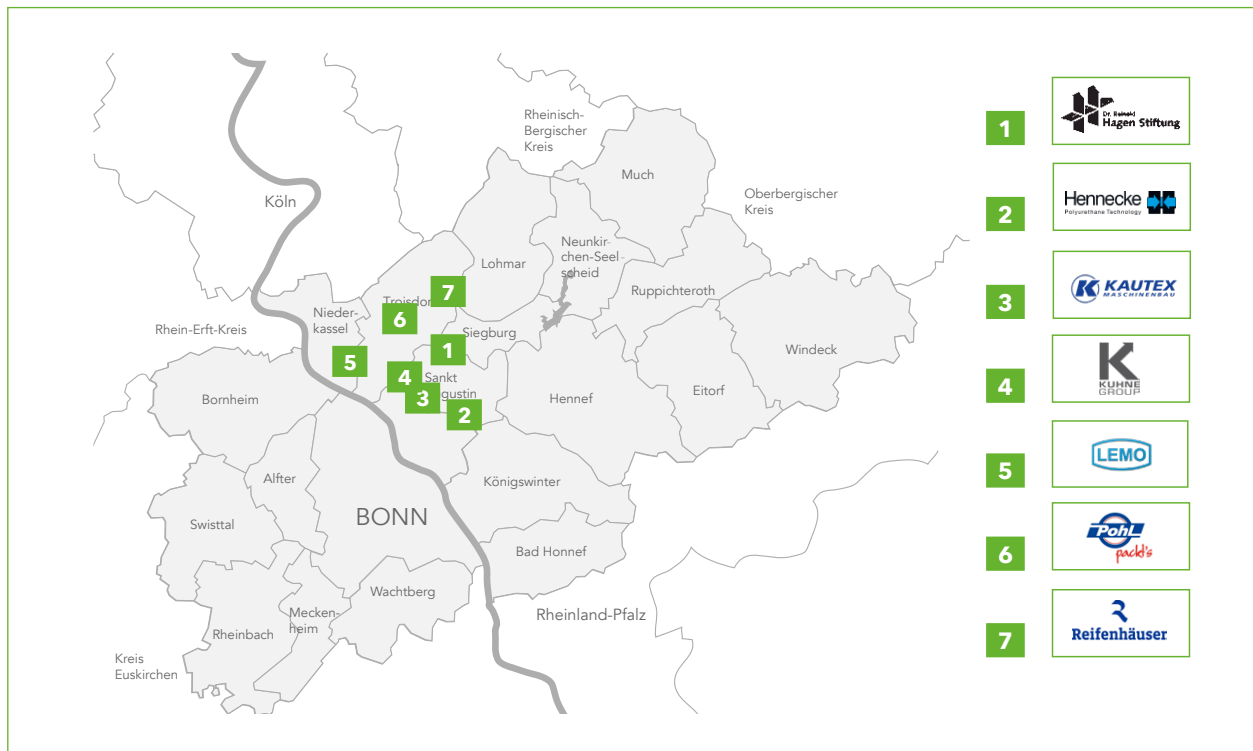 Rheinisch-
Bergischer
Kreis
Much
Oberbergischer
Kreis
Köln
Neunkir-
chen-Seel-
scheid
Lohmar
Ruppichteroth
7
Troisdor
6
Nieder-
kassel
Siegburg
Rhein-Erft-Kreis
1
Windeck
5
4
Sankt
gustin
3
2
Eitorf
Hennef
Bornheim
Alfter
Königswinter
BONN
Swisttal
Bad Honnef
Wachtberg
Mecken-
heim
Rheinland-Pfalz
Rheinbach
Kreis
Euskirchen
1
Dr. Reinold
Hagen Stiftung
2
Hennecke
Polyurethane Technology
3
K KAUTEX
MASCHINENBAU
4
K
KUHNE
GROUP
5
LEMO
6
Pohl
packt's
7
R
Reifenhäuser